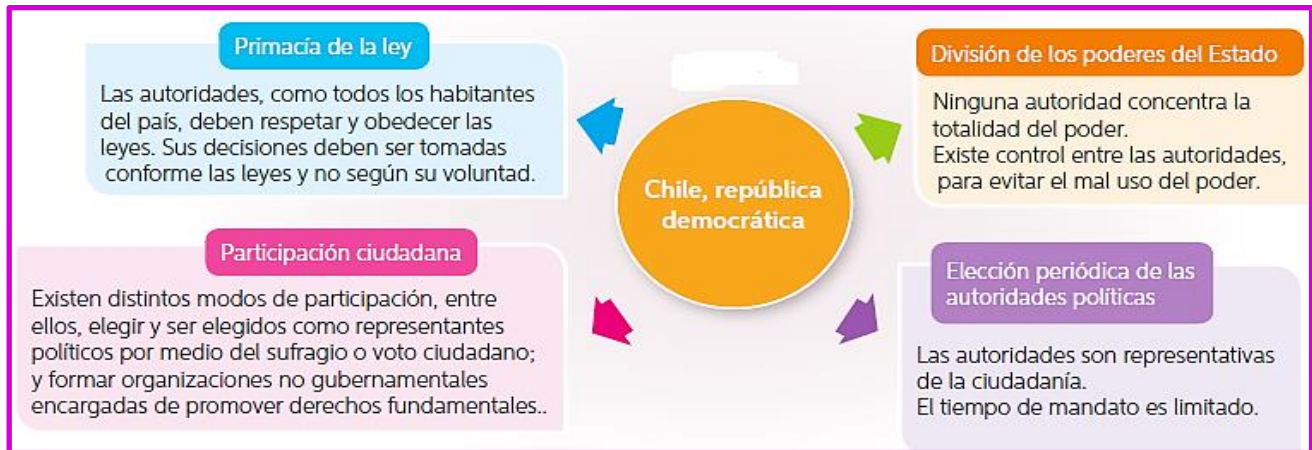 Primacía de la ley
Las autoridades, como todos los habitantes
del país, deben respetar y obedecer las
leyes. Sus decisiones deben ser tomadas
conforme las leyes y no según su voluntad.
Participación ciudadana
Existen distintos modos de participación, entre
ellos, elegir y ser elegidos como representantes
políticos por medio del sufragio o voto ciudadano;
y formar organizaciones no gubernamentales
encargadas de promover derechos fundamentales..
Chile, república
democrática
División de los poderes del Estado
Ninguna autoridad concentra la
totalidad del poder.
Existe control entre las autoridades,
para evitar el mal uso del poder.
Elección periódica de las
autoridades políticas
Las autoridades son representativas
de la ciudadanía.
El tiempo de mandato es limitado.